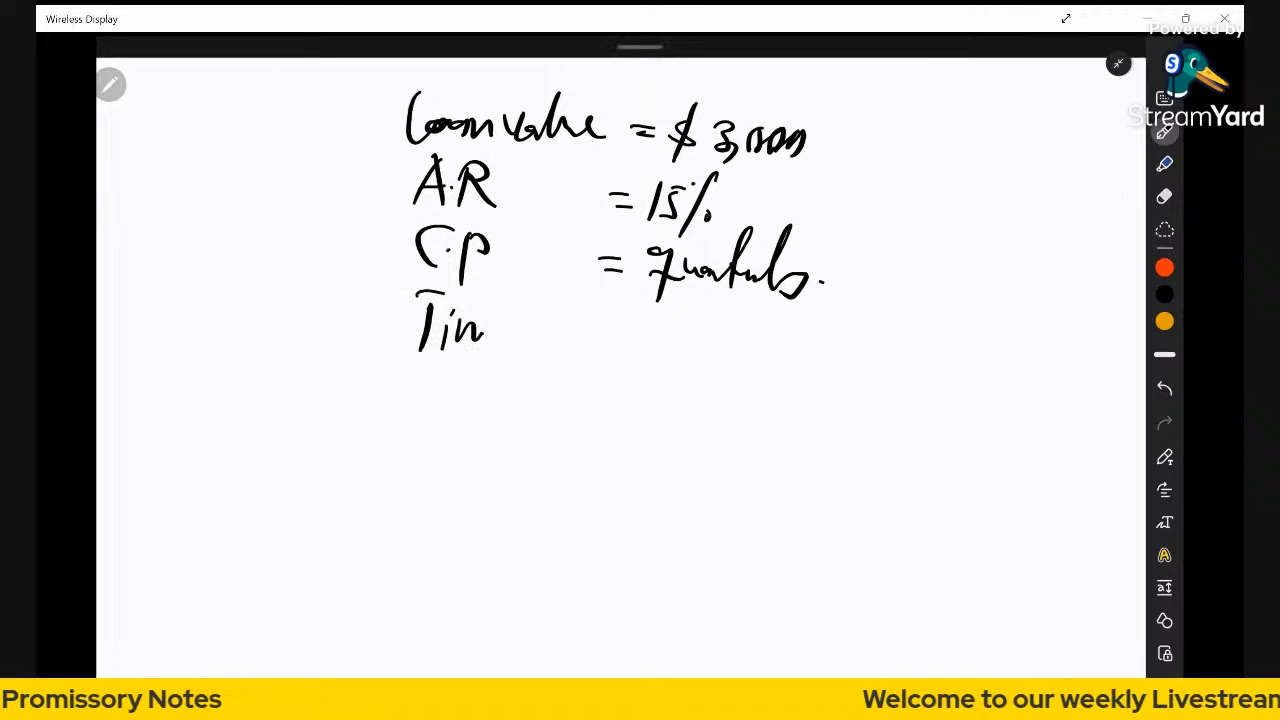 Wireless Display
Powered by
StreamYard
Loan value = $ 3,000
A.R = 15%
C.P = quarterly.
Tim
Promissory Notes
Welcome to our weekly Livestrean